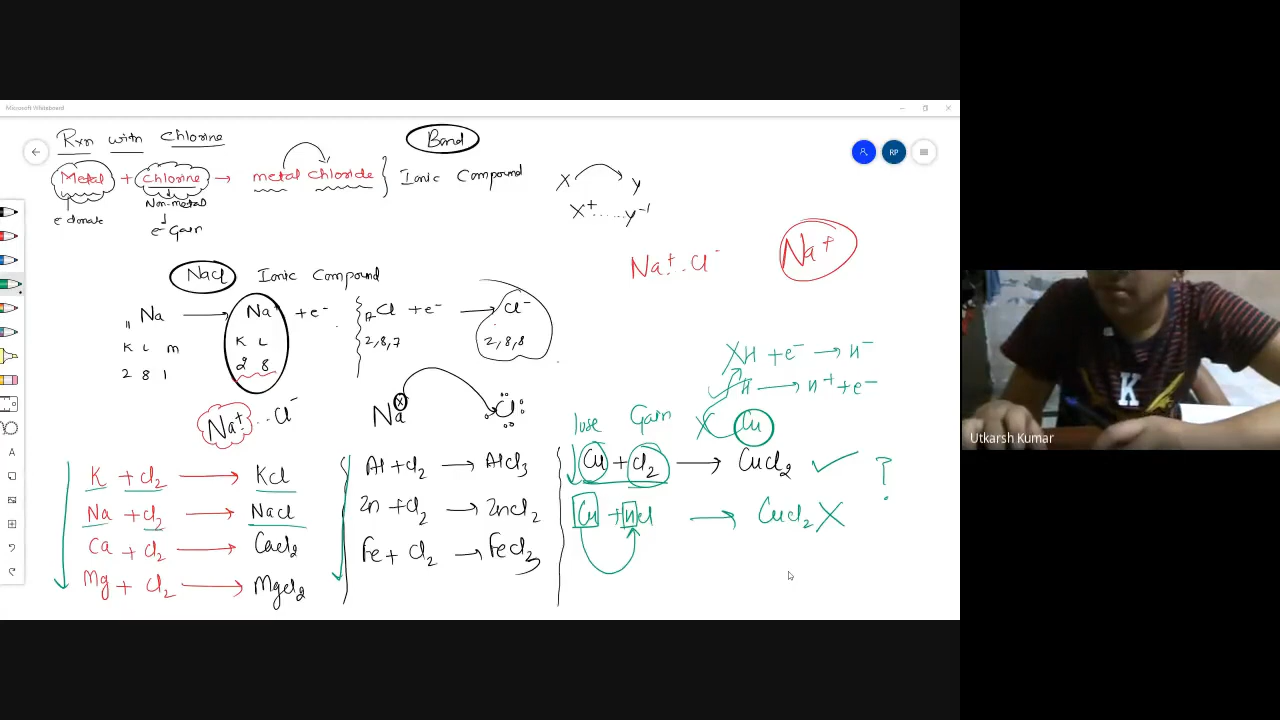 Microsoft Whiteboard
Rxn with Chlorine
Bond
Metal + Chlorine → metal chloride } Ionic Compound
Non-metal
e⁻ donate
e⁻ Gain
X Y
X⁺......Y⁻¹
RP
Na⁺..Cl⁻
Na⁺
NaCl Ionic Compound
₁₁Na → Na⁺ + e⁻
₁₇Cl + e⁻ → Cl⁻
K L M K L
2,8,7 2,8,8
2 8 1 2 8
XH + e⁻ → H⁻
H → H⁺ + e⁻
Na⁺..Cl⁻
Na x Cl
lose Gain X Cu
K + Cl₂ → KCl
Na + Cl₂ → NaCl
Ca + Cl₂ → CaCl₂
Mg + Cl₂ → MgCl₂
Al + Cl₂ → AlCl₃
Zn + Cl₂ → ZnCl₂
Fe + Cl₂ → FeCl₃
Cu + Cl₂ → CuCl₂ ✓ ?
Cu + HCl → CuCl₂ X
K
Utkarsh Kumar